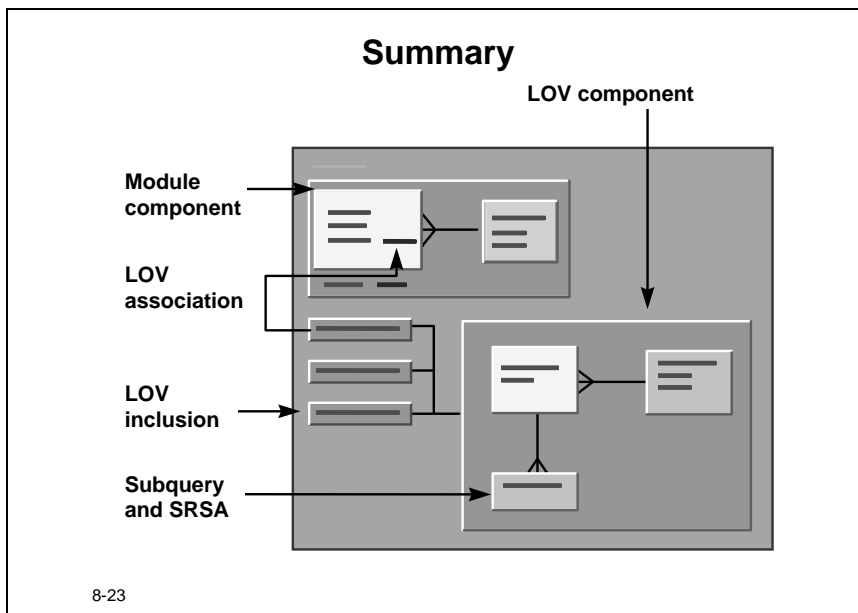 Summary
LOV component
Module
component
LOV
association
LOV
inclusion
Subquery
and SRSA
8-23